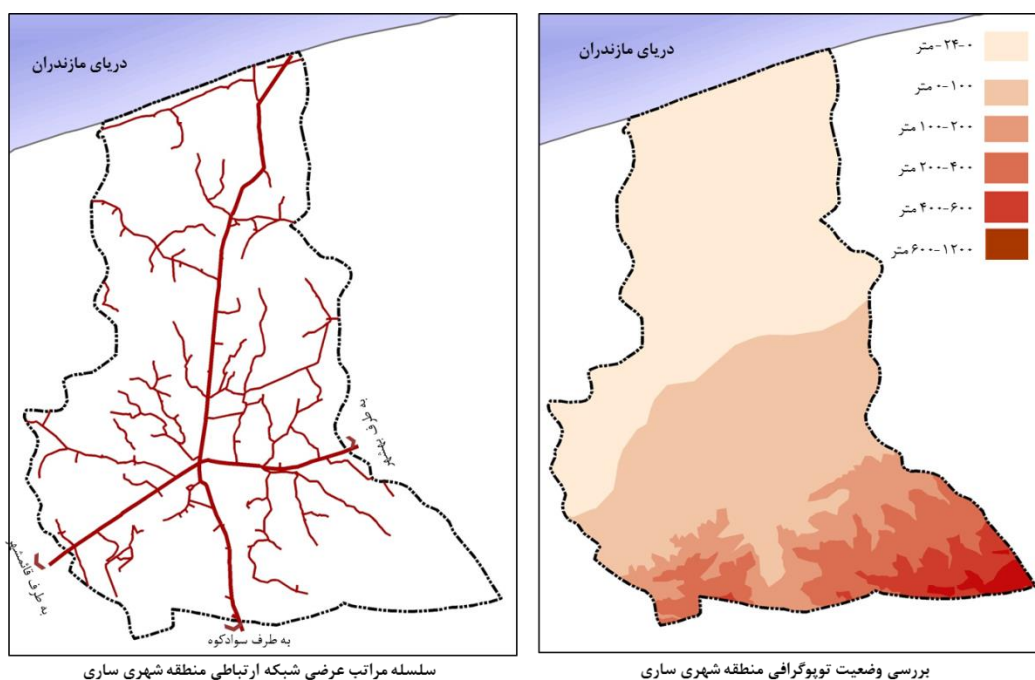 دریای مازندران
به طرف بهشهر
به طرف قائمشهر
به طرف سوادکوه
سلسله مراتب عرضی شبکه ارتباطی منطقه شهری ساری
دریای مازندران
۰-۲۴-متر
۰-۱۰۰ متر
۱۰۰-۲۰۰ متر
۲۰۰-۴۰۰ متر
۴۰۰-۶۰۰ متر
۶۰۰-۱۲۰۰ متر
بررسی وضعیت توپوگرافی منطقه شهری ساری